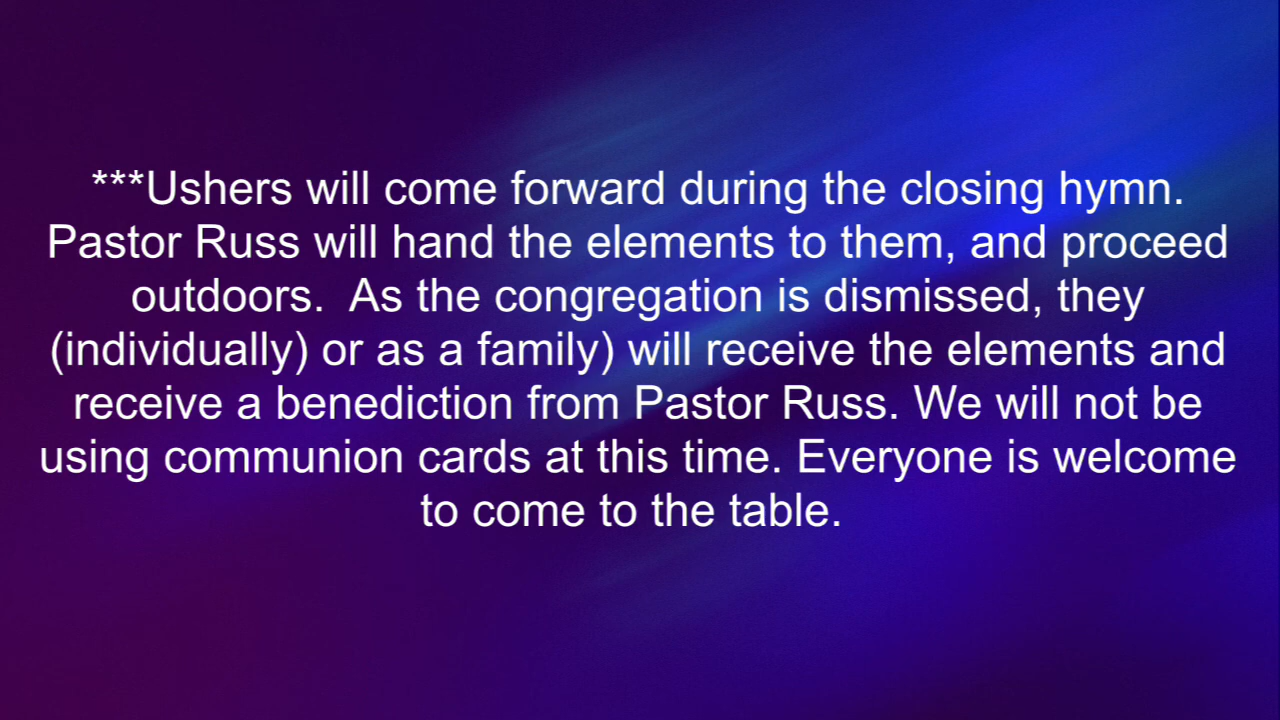 ***Ushers will come forward during the closing hymn.
Pastor Russ will hand the elements to them, and proceed
outdoors.  As the congregation is dismissed, they
(individually) or as a family) will receive the elements and
receive a benediction from Pastor Russ. We will not be
using communion cards at this time. Everyone is welcome
to come to the table.